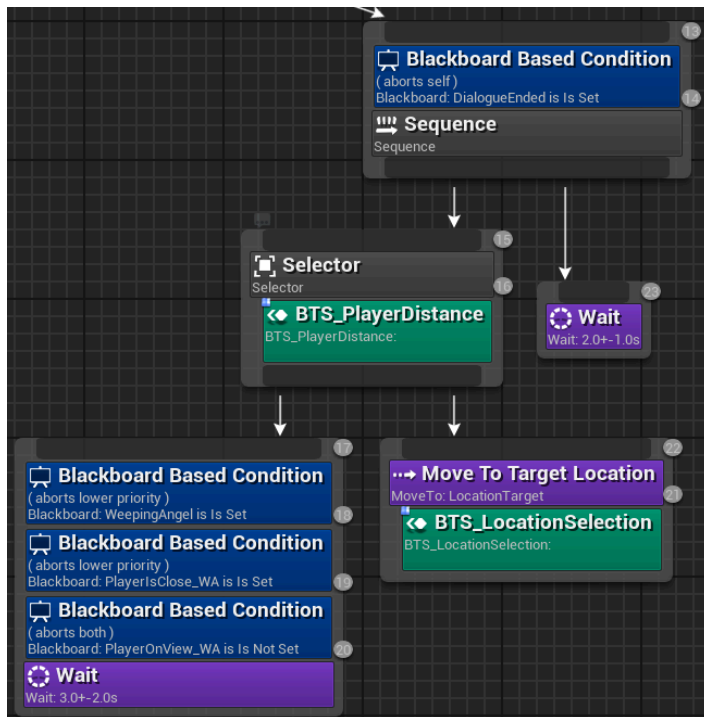 13
Blackboard Based Condition
( aborts self )
Blackboard: DialogueEnded is Is Set
14
Sequence
Sequence
15
Selector
Selector
16
BTS_PlayerDistance
BTS_PlayerDistance:
23
Wait
Wait: 2.0+-1.0s
17
Blackboard Based Condition
( aborts lower priority )
Blackboard: WeepingAngel is Is Set
18
Blackboard Based Condition
( aborts lower priority )
Blackboard: PlayerIsClose_WA is Is Set
19
Blackboard Based Condition
( aborts both )
Blackboard: PlayerOnView_WA is Is Not Set
20
Wait
Wait: 3.0+-2.0s
22
Move To Target Location
MoveTo: LocationTarget
21
BTS_LocationSelection
BTS_LocationSelection: